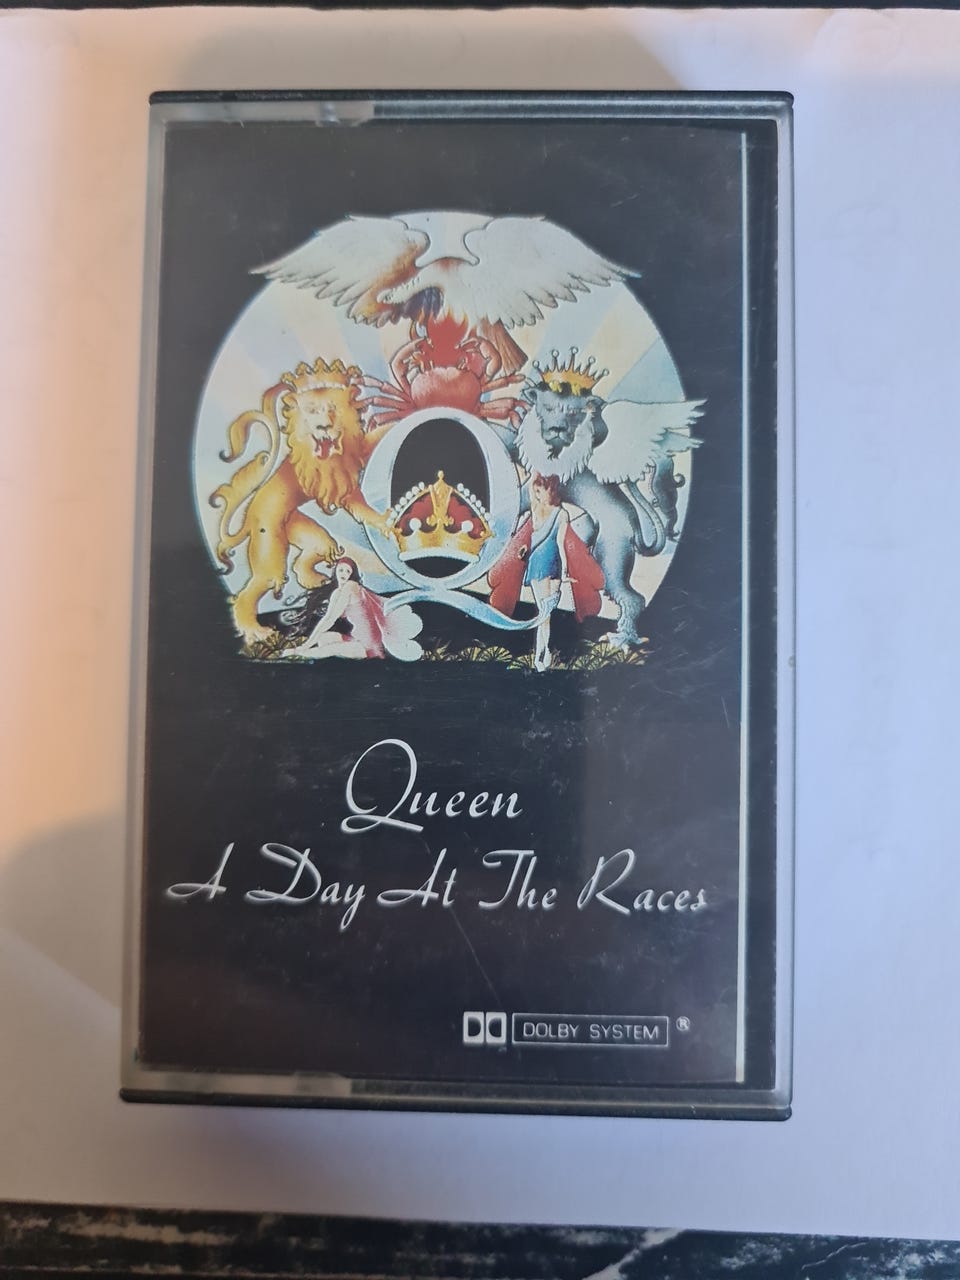 Queen
A Day At The Races
DOLBY SYSTEM ®